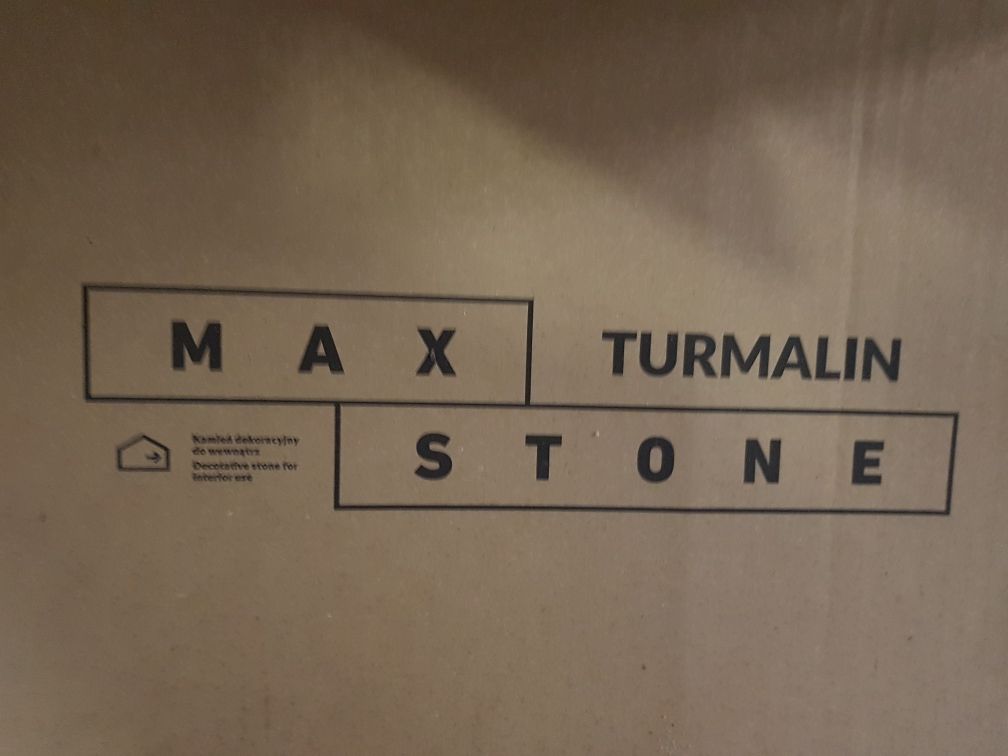 MAX
TURMALIN
STONE
Kamień dekoracyjny
do wewnątrz
Decorative stone for
interior use